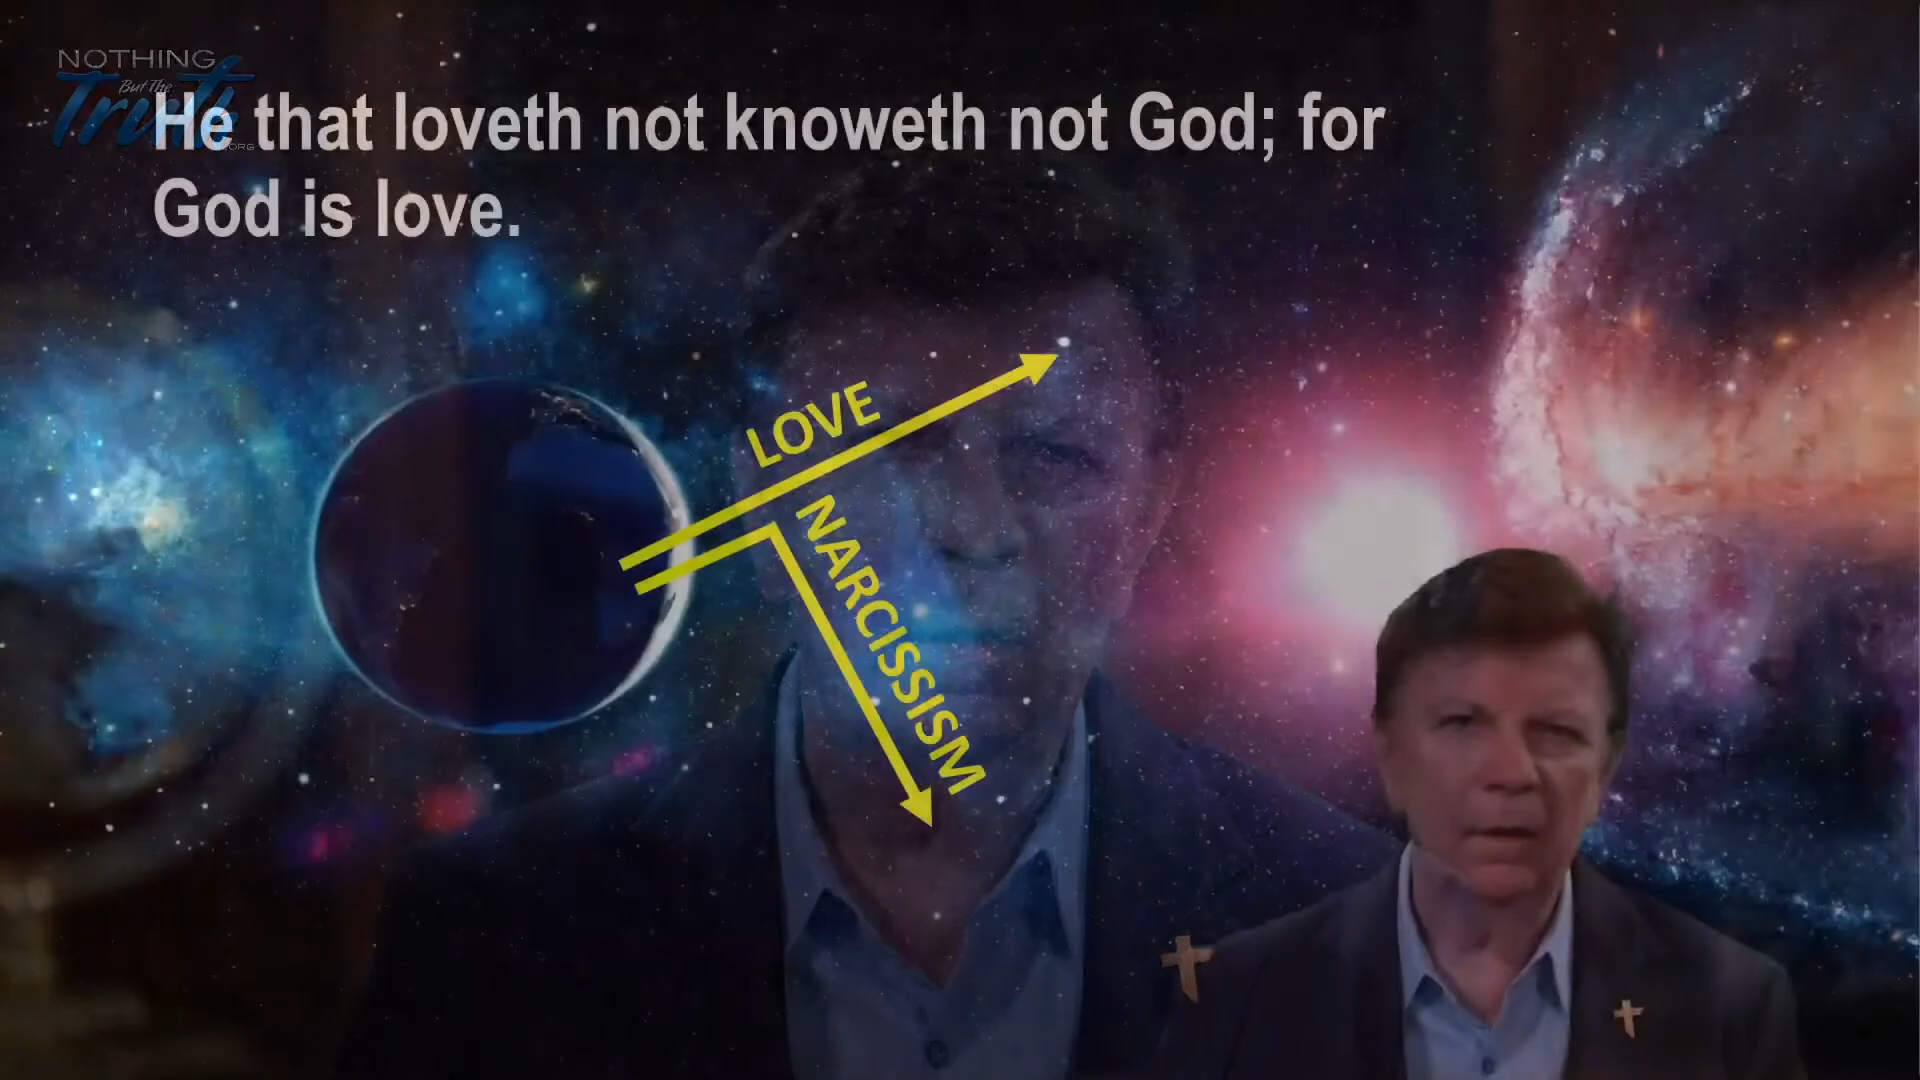 NOTHING
But The
Truth
.ORG
He that loveth not knoweth not God; for
God is love.
LOVE
NARCISSISM